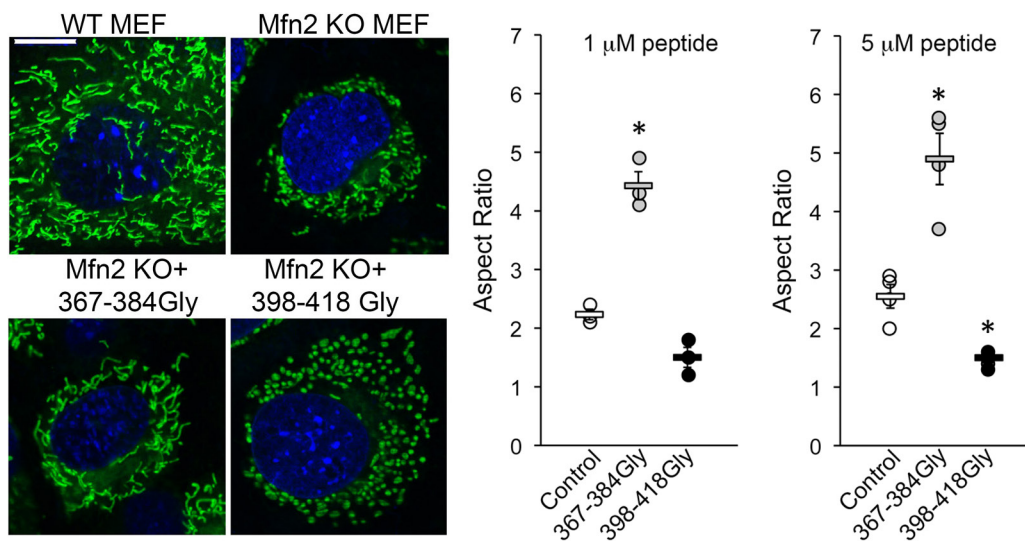 WT MEF
Mfn2 KO MEF
Mfn2 KO+
367-384Gly
Mfn2 KO+
398-418 Gly
Aspect Ratio
7
6
5
4
3
2
1
0
1 μM peptide
*
Control
367-384Gly
398-418Gly
Aspect Ratio
7
6
5
4
3
2
1
0
5 μM peptide
*
*
Control
367-384Gly
398-418Gly